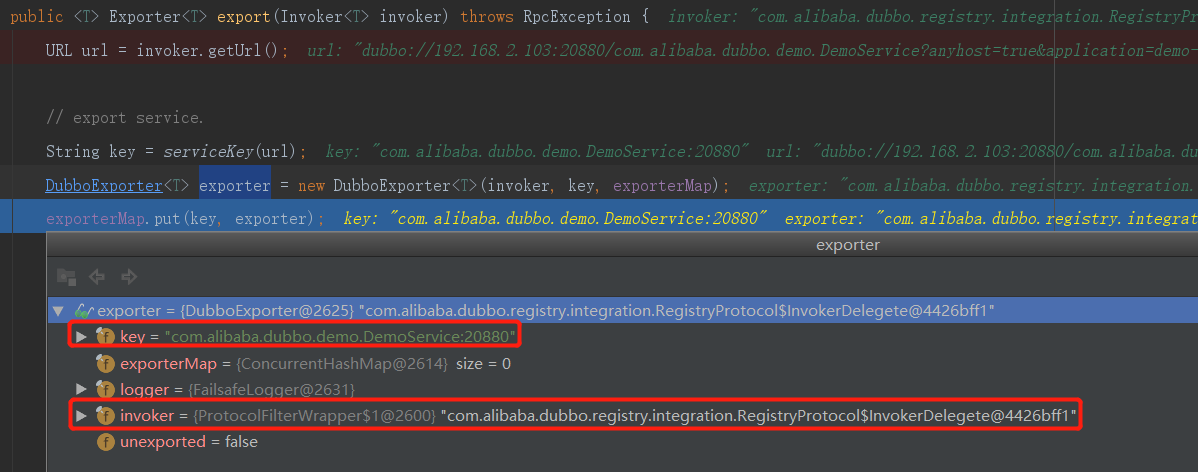 public <T> Exporter<T> export(Invoker<T> invoker) throws RpcException {  invoker: "com.alibaba.dubbo.registry.integration.RegistryPr
URL url = invoker.getUrl();  url: "dubbo://192.168.2.103:20880/com.alibaba.dubbo.demo.DemoService?anyhost=true&application=demo-
// export service.
String key = serviceKey(url);  key: "com.alibaba.dubbo.demo.DemoService:20880"  url: "dubbo://192.168.2.103:20880/com.alibaba.du
DubboExporter<T> exporter = new DubboExporter<T>(invoker, key, exporterMap);  exporter: "com.alibaba.dubbo.registry.integration.
exporterMap.put(key, exporter);  key: "com.alibaba.dubbo.demo.DemoService:20880"  exporter: "com.alibaba.dubbo.registry.integrat
exporter
exporter = {DubboExporter@2625} "com.alibaba.dubbo.registry.integration.RegistryProtocol$InvokerDelegete@4426bff1"
key = "com.alibaba.dubbo.demo.DemoService:20880"
exporterMap = {ConcurrentHashMap@2614}  size = 0
logger = {FailsafeLogger@2631}
invoker = {ProtocolFilterWrapper$1@2600} "com.alibaba.dubbo.registry.integration.RegistryProtocol$InvokerDelegete@4426bff1"
unexported = false